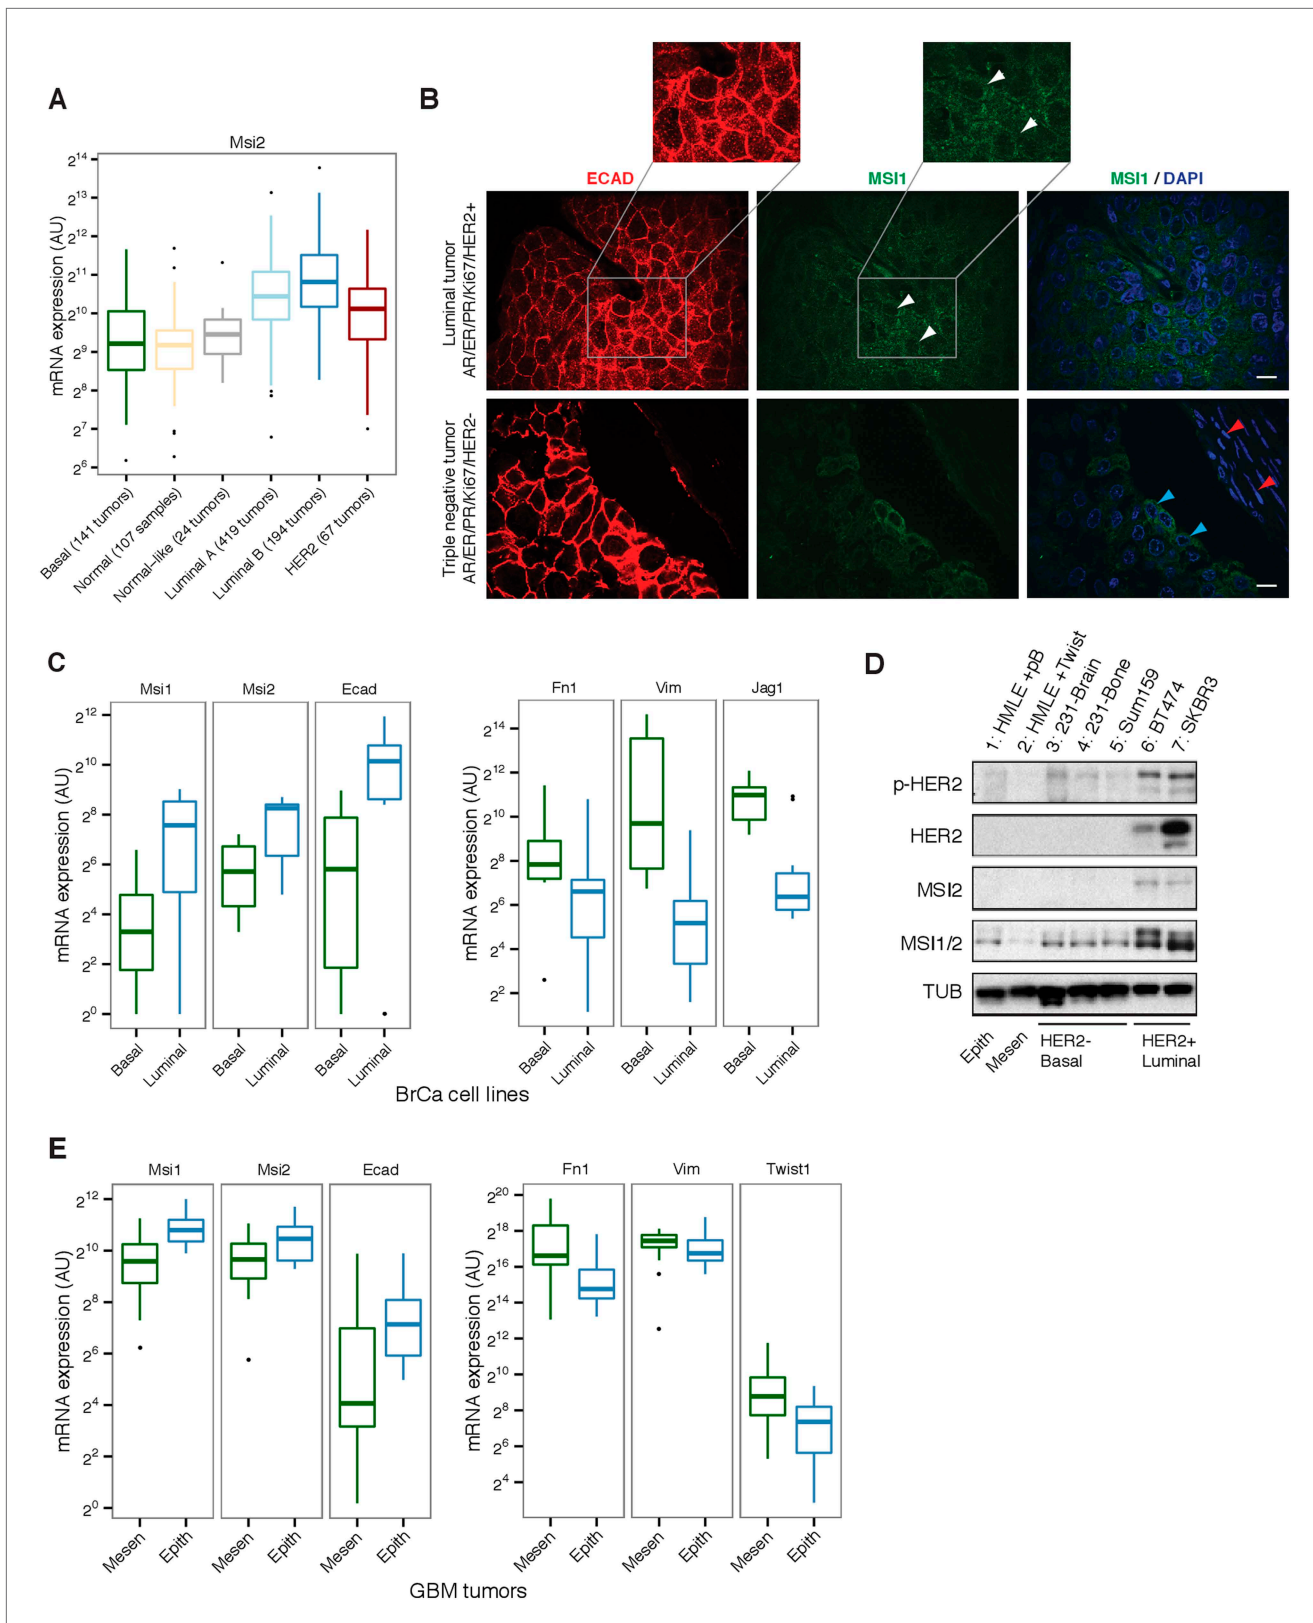 A
Msi2
mRNA expression (AU)
2^14
2^13
2^12
2^11
2^10
2^9
2^8
2^7
2^6
Basal (141 tumors)
Normal (107 samples)
Normal–like (24 tumors)
Luminal A (419 tumors)
Luminal B (194 tumors)
HER2 (67 tumors)
B
ECAD
MSI1
MSI1 / DAPI
Luminal tumor
AR/ER/PR/Ki67/HER2+
Triple negative tumor
AR/ER/PR/Ki67/HER2-
C
Msi1
Msi2
Ecad
mRNA expression (AU)
2^12
2^10
2^8
2^6
2^4
2^2
2^0
Basal
Luminal
Basal
Luminal
Basal
Luminal
Fn1
Vim
Jag1
mRNA expression (AU)
2^14
2^12
2^10
2^8
2^6
2^4
2^2
Basal
Luminal
Basal
Luminal
Basal
Luminal
BrCa cell lines
D
1: HMLE +pB
2: HMLE +Twist
3: 231-Brain
4: 231-Bone
5: Sum159
6: BT474
7: SKBR3
p-HER2
HER2
MSI2
MSI1/2
TUB
Epith
Mesen
HER2-
Basal
HER2+
Luminal
E
Msi1
Msi2
Ecad
mRNA expression (AU)
2^12
2^10
2^8
2^6
2^4
2^2
2^0
Mesen
Epith
Mesen
Epith
Mesen
Epith
Fn1
Vim
Twist1
mRNA expression (AU)
2^20
2^18
2^16
2^14
2^12
2^10
2^8
2^6
2^4
Mesen
Epith
Mesen
Epith
Mesen
Epith
GBM tumors